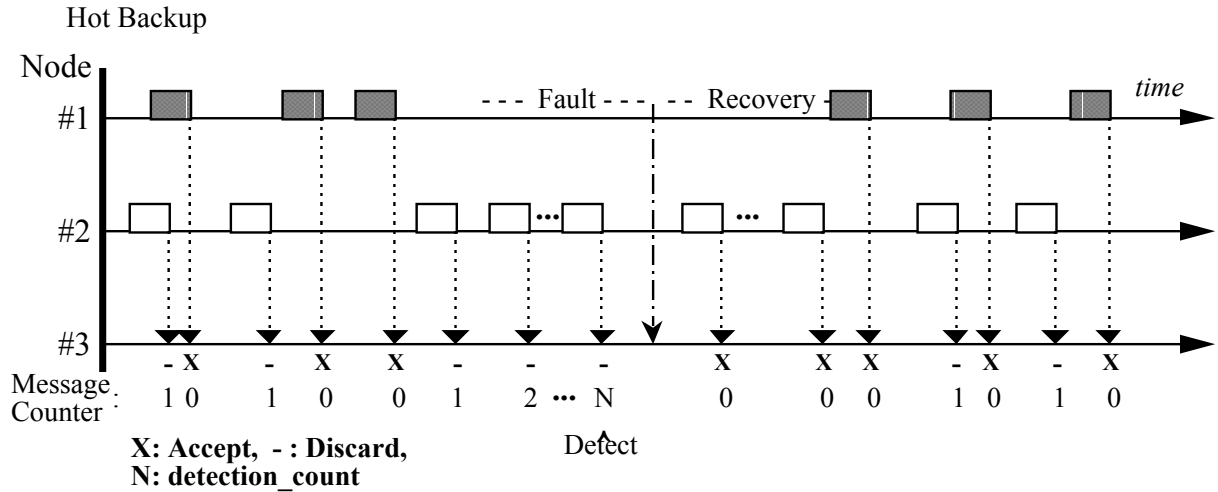 Hot Backup
Node
#1
- - - Fault - - -
- - Recovery -
time
#2
•••
•••
#3
- X - X X - - - X X X - X - X
Message
Counter :
1 0 1 0 0 1 2 ••• N 0 0 0 1 0 1 0
Detect
X: Accept, - : Discard,
N: detection_count